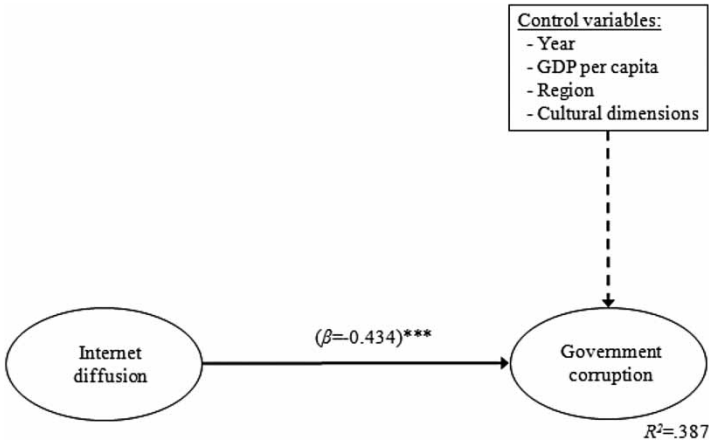 Control variables:
- Year
- GDP per capita
- Region
- Cultural dimensions
(β=-0.434)***
Internet
diffusion
Government
corruption
R²=.387